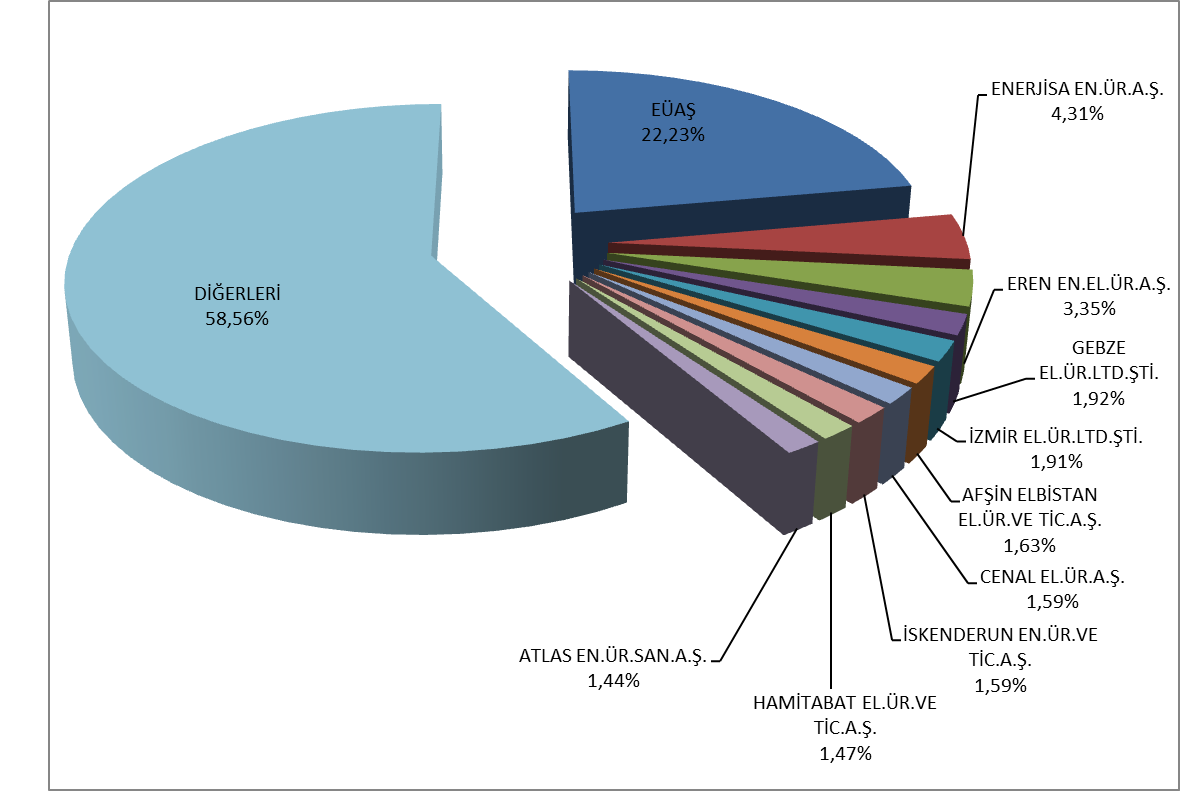 EÜAŞ
22,23%
ENERJİSA EN.ÜR.A.Ş.
4,31%
EREN EN.EL.ÜR.A.Ş.
3,35%
GEBZE
EL.ÜR.LTD.ŞTİ.
1,92%
İZMİR EL.ÜR.LTD.ŞTİ.
1,91%
AFŞİN ELBİSTAN
EL.ÜR.VE TİC.A.Ş.
1,63%
CENAL EL.ÜR.A.Ş.
1,59%
İSKENDERUN EN.ÜR.VE
TİC.A.Ş.
1,59%
HAMİTABAT EL.ÜR.VE
TİC.A.Ş.
1,47%
ATLAS EN.ÜR.SAN.A.Ş.
1,44%
DİĞERLERİ
58,56%